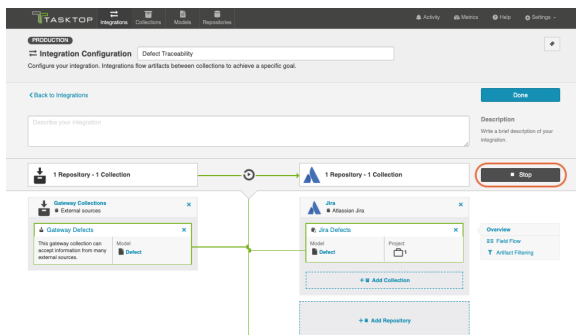 TASKTOP
Integrations
Collections
Models
Repositories
Activity
Metrics
Help
Settings
PRODUCTION
Integration Configuration
Defect Traceability
Configure your integration. Integrations flow artifacts between collections to achieve a specific goal.
Back to Integrations
Done
Describe your integration
Description
Write a brief description of your
integration.
1 Repository - 1 Collection
1 Repository - 1 Collection
Stop
Gateway Collections
External sources
Gateway Defects
This gateway collection can
accept information from many
external sources.
Model
Defect
Jira
Atlassian Jira
Jira Defects
Model
Defect
Project
1
+ Add Collection
+ Add Repository
Overview
Field Flow
Artifact Filtering